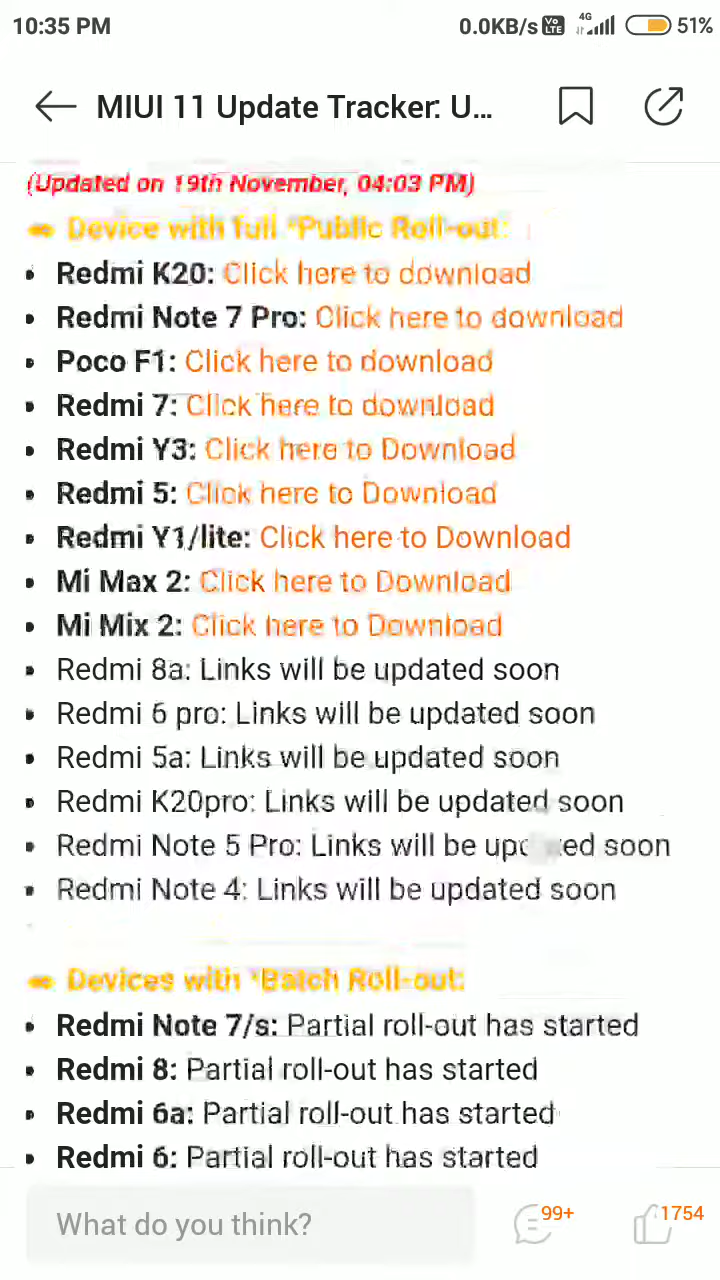 10:35 PM 0.0KB/s Vo LTE 4G 51%
MIUI 11 Update Tracker: U...
(Updated on 19th November, 04:03 PM)
Device with full *Public Roll-out:
• Redmi K20: Click here to download
• Redmi Note 7 Pro: Click here to download
• Poco F1: Click here to download
• Redmi 7: Click here to download
• Redmi Y3: Click here to Download
• Redmi 5: Click here to Download
• Redmi Y1/lite: Click here to Download
• Mi Max 2: Click here to Download
• Mi Mix 2: Click here to Download
• Redmi 8a: Links will be updated soon
• Redmi 6 pro: Links will be updated soon
• Redmi 5a: Links will be updated soon
• Redmi K20pro: Links will be updated soon
• Redmi Note 5 Pro: Links will be updated soon
• Redmi Note 4: Links will be updated soon
Devices with *Batch Roll-out:
• Redmi Note 7/s: Partial roll-out has started
• Redmi 8: Partial roll-out has started
• Redmi 6a: Partial roll-out has started
• Redmi 6: Partial roll-out has started
What do you think? 99+ 1754